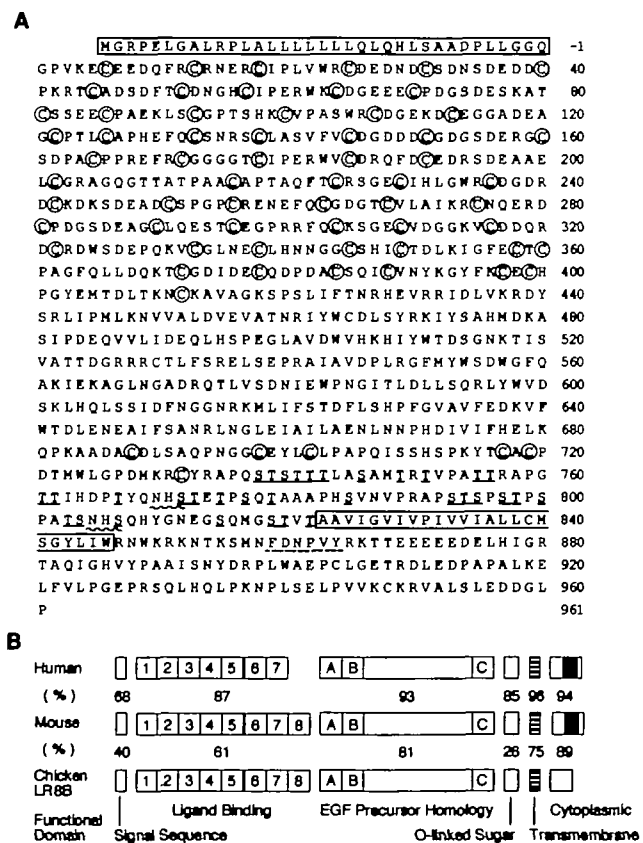 A
MGRPELGALRPLALLLLLLLQLQHLSAADPLLGGQ -1
GPVKECEEDQFRCRNERCIPLVWRCDEDNDCSDNSDEDDC 40
PKRTCADSDFTCDNGHCIPERWKCDGEEECPDGSDESKAT 80
CSSEECPAEKLSCGPTSHKCVPASWRCDGEKDCEGGADEA 120
GCPTLCAPHEFQCSNRSCLASVFVCDGDDDCGDGSDERGC 160
SDPACPPREFRCGGGGTCIPERWVCDRQFDCEDRSDEAAE 200
LCGRAGQGTTATPAACAPTAQFTCRSGECIHLGWRCDGDR 240
DCKDKSDEADCSPGPCRENEFQCGDGTCVLAIKRCNQERD 280
CPDGSDEAGCLQESTCEGPRRFQCKSGECVDGGKVCDDQR 320
DCRDWSDEPQKVCGLNECLHNNGGCSHICTDLKIGFECTC 360
PAGFQLLDQKTCGDIDECQDPDACSQICVNYKGYFKCECH 400
PGYEMTDLTKNCKAVAGKSPSLIFTNRHEVRRIDLVKRDY 440
SRLIPMLKNVVALDVEVATNRIYWCDLSYRKIYSAHMDKA 480
SIPDEQVVLIDEQLHSPEGLAVDWVHKHIYWTDSGNKTIS 520
VATTDGRRRCTLFSRELSEPRAIAVDPLRGFMYWSDWGFQ 560
AKIEKAGLNGADRQTLVSDNIEWPNGITLDLLSQRLYWVD 600
SKLHQLSSIDFNGGNRKMLIFSTDFLSHPFGVAVFEDKVF 640
WTDLENEAIFSANRLNGLEIAILAENLNNPHDIVIFHELK 680
QPKAADACDLSAQPNGGCEYLCLPAPQISSHSPKYTCACP 720
DTMWLGPDMKRCYRAPQSTSTTTLASAMTRTVPATTRAPG 760
TTIHDPTYQNHSTETPSQTAAAPHSVNVPRAPSTSPSTPS 800
PATSNHSQHYGNEGSQMGSTVTAAVIGVIVPIVVIALLCM 840
SGYLIWRNWKRKNTKSMNFDNPVYRKTTEEEEEDELHIGR 880
TAQIGHVYPAAISNYDRPLWAEPCLGETRDLEDPAPALKE 920
LFVLPGEPRSQLHQLPKNPLSELPVVKCKRVALSLEDDGL 960
P 961
B
Human 1 2 3 4 5 6 7 A B C
(%) 68 87 93 85 96 94
Mouse 1 2 3 4 5 6 7 8 A B C
(%) 40 61 81 26 75 89
Chicken LR8B 1 2 3 4 5 6 7 8 A B C
Functional Domain Ligand Binding EGF Precursor Homology Cytoplasmic
Signal Sequence O-linked Sugar Transmembrane